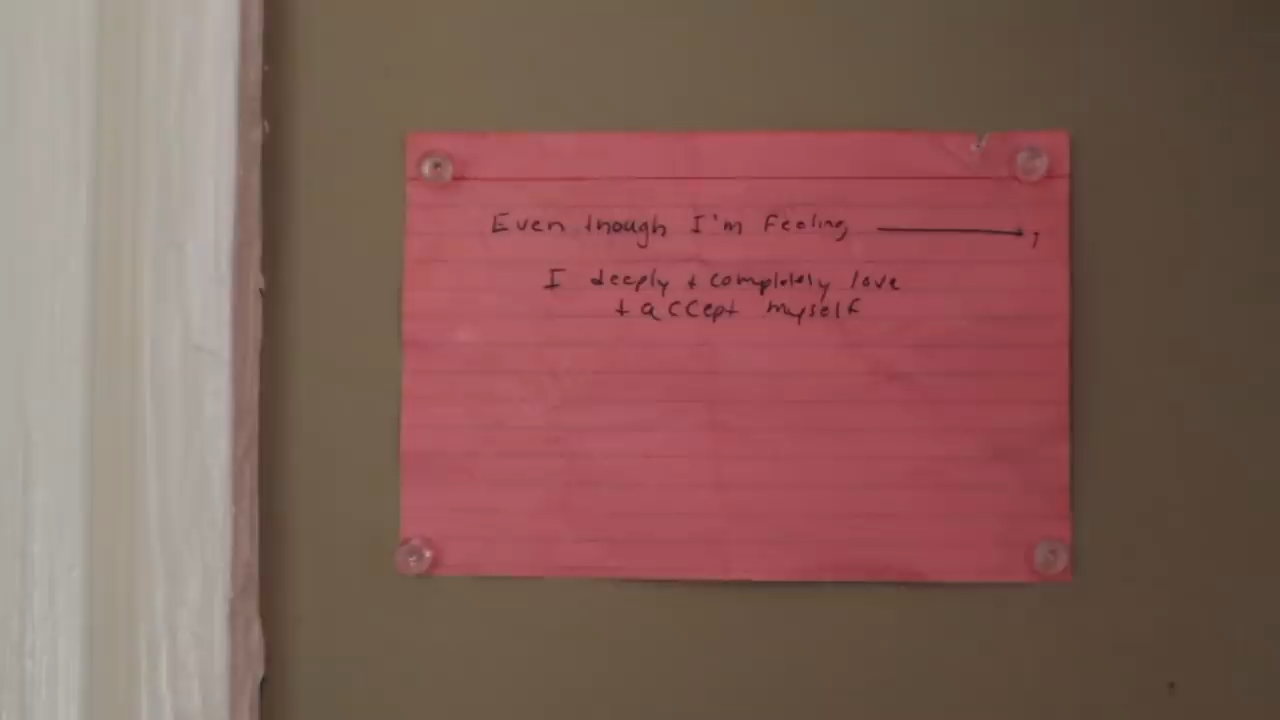 Even though I'm Feeling ,
I deeply + completely love
+ accept myself